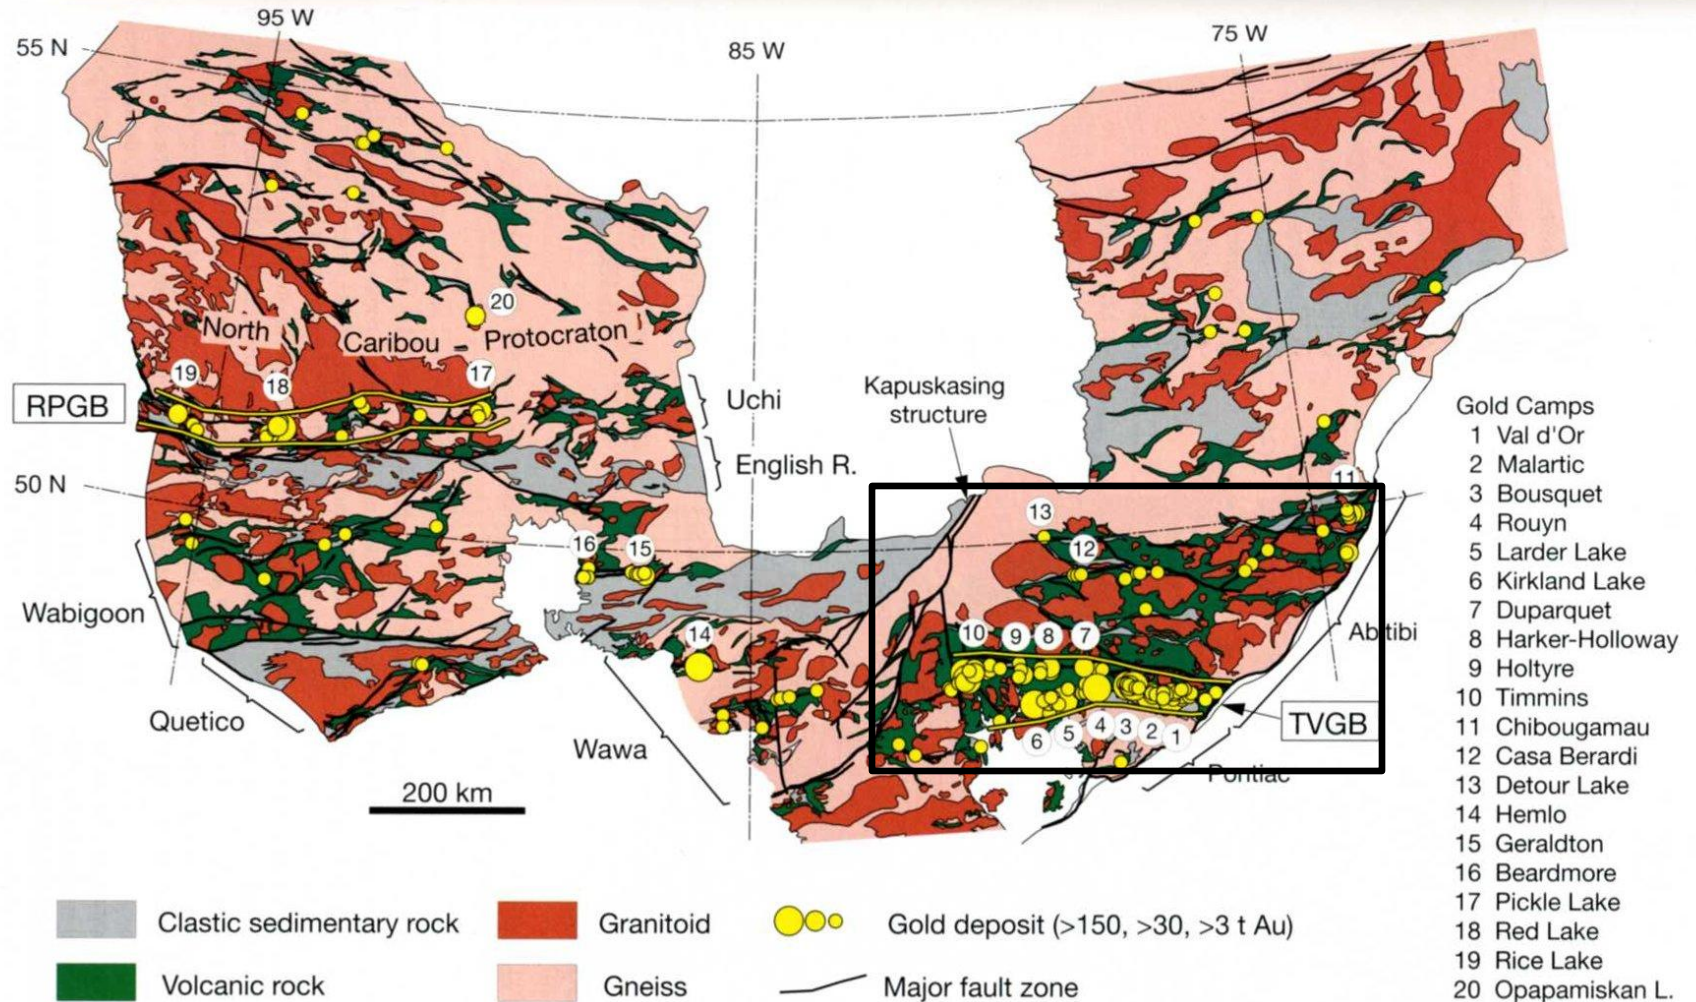 95 W
55 N
85 W
75 W
20
North Caribou Protocraton
19
18
17
RPGB
Uchi
English R.
50 N
Kapuskasing
structure
11
13
12
16
15
14
10
9
8
7
Wabigoon
Quetico
Wawa
Abitibi
TVGB
6
5
4
3
2
1
Pontiac
200 km
Gold Camps
1 Val d'Or
2 Malartic
3 Bousquet
4 Rouyn
5 Larder Lake
6 Kirkland Lake
7 Duparquet
8 Harker-Holloway
9 Holtyre
10 Timmins
11 Chibougamau
12 Casa Berardi
13 Detour Lake
14 Hemlo
15 Geraldton
16 Beardmore
17 Pickle Lake
18 Red Lake
19 Rice Lake
20 Opapamiskan L.
Clastic sedimentary rock
Granitoid
Gold deposit (>150, >30, >3 t Au)
Volcanic rock
Gneiss
Major fault zone